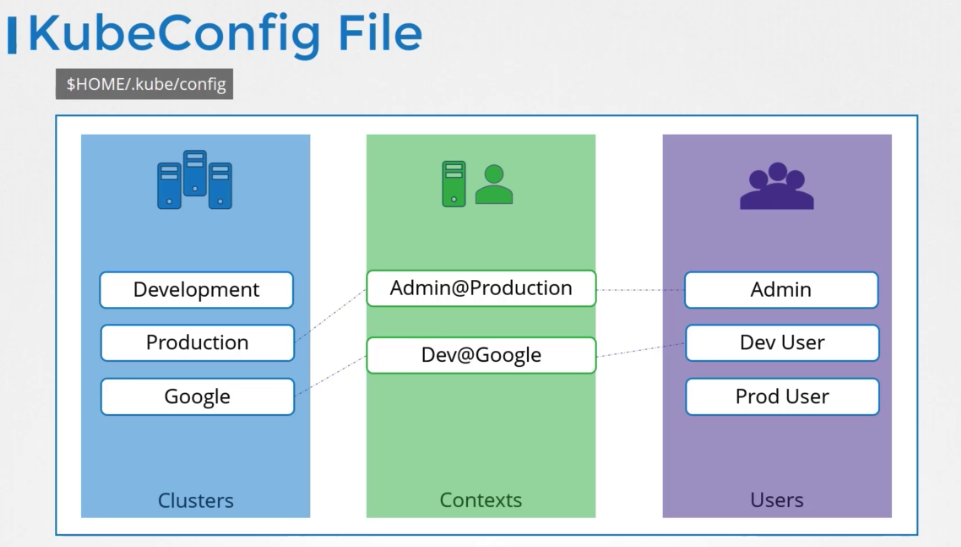 KubeConfig File
$HOME/.kube/config
Development
Production
Google
Clusters
Admin@Production
Dev@Google
Contexts
Admin
Dev User
Prod User
Users